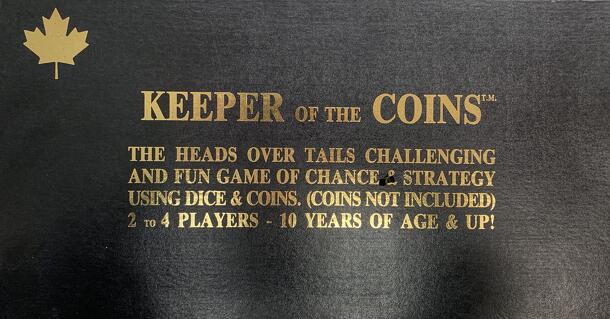 KEEPER OF THE COINS T.M.
THE HEADS OVER TAILS CHALLENGING
AND FUN GAME OF CHANCE & STRATEGY
USING DICE & COINS. (COINS NOT INCLUDED)
2 TO 4 PLAYERS - 10 YEARS OF AGE & UP!